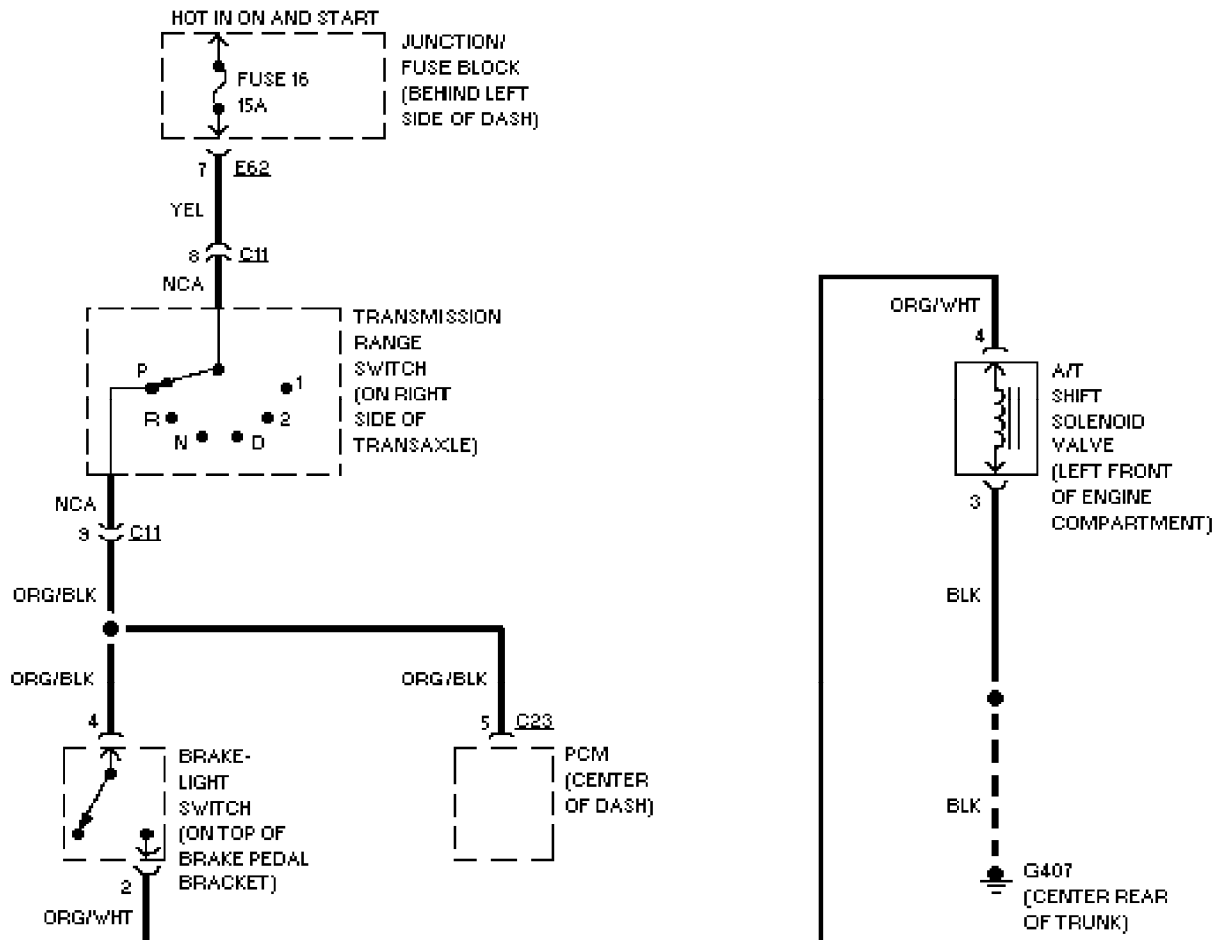 HOT IN ON AND START
JUNCTION/
FUSE BLOCK
(BEHIND LEFT
SIDE OF DASH)
FUSE 16
15A
7
E62
YEL
8
C11
NCA
TRANSMISSION
RANGE
SWITCH
(ON RIGHT
SIDE OF
TRANSAXLE)
P
R
N
D
2
1
NCA
9
C11
ORG/BLK
ORG/BLK
4
BRAKE-
LIGHT
SWITCH
(ON TOP OF
BRAKE PEDAL
BRACKET)
2
ORG/WHT
ORG/BLK
5
C23
PCM
(CENTER
OF DASH)
ORG/WHT
4
A/T
SHIFT
SOLENOID
VALVE
(LEFT FRONT
OF ENGINE
COMPARTMENT)
3
BLK
BLK
G407
(CENTER REAR
OF TRUNK)